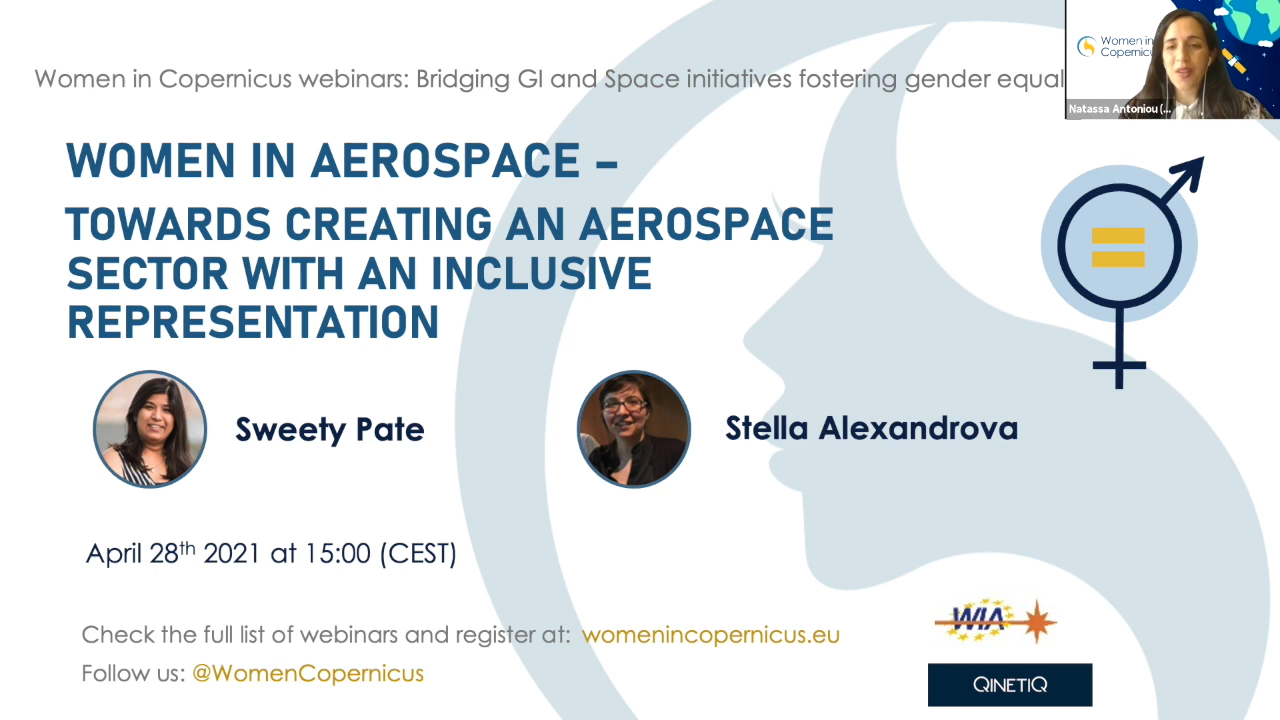 Women in Copernicus webinars: Bridging GI and Space initiatives fostering gender equal
Women in
Copernicu
Natassa Antoniou (...
WOMEN IN AEROSPACE –
TOWARDS CREATING AN AEROSPACE
SECTOR WITH AN INCLUSIVE
REPRESENTATION
Sweety Pate
Stella Alexandrova
April 28th 2021 at 15:00 (CEST)
Check the full list of webinars and register at: womenincopernicus.eu
Follow us: @WomenCopernicus
WIA
QINETIQ